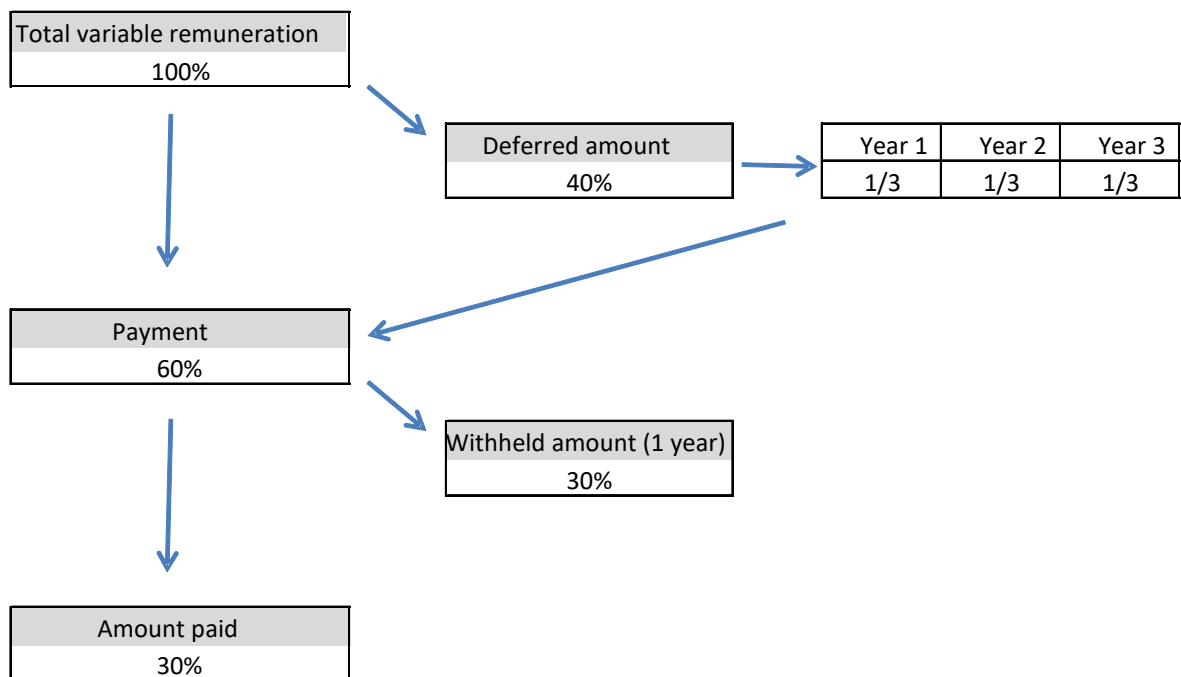 Total variable remuneration
100%
Deferred amount
40%
Year 1 Year 2 Year 3
1/3 1/3 1/3
Payment
60%
Withheld amount (1 year)
30%
Amount paid
30%